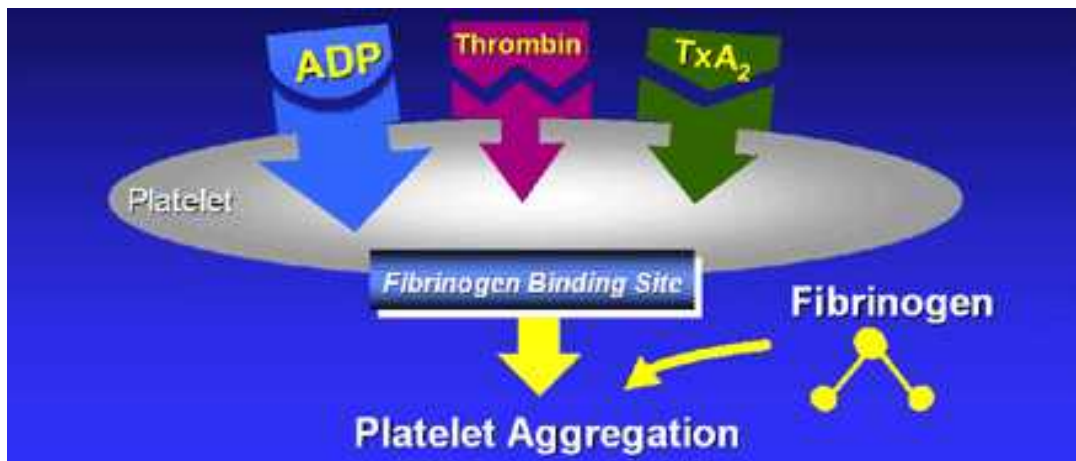 ADP
Thrombin
TxA₂
Platelet
Fibrinogen Binding Site
Fibrinogen
Platelet Aggregation